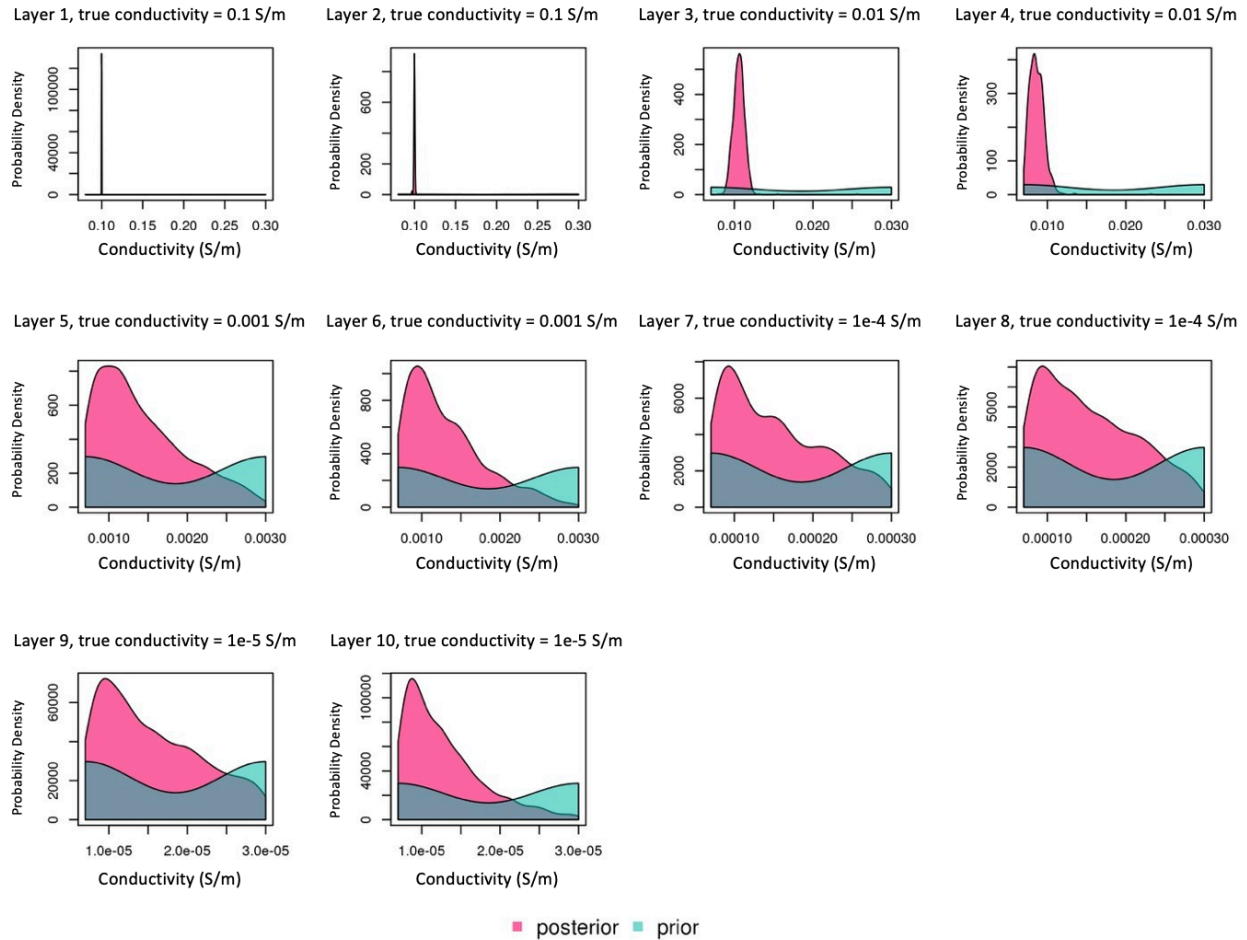 Layer 1, true conductivity = 0.1 S/m
Layer 2, true conductivity = 0.1 S/m
Layer 3, true conductivity = 0.01 S/m
Layer 4, true conductivity = 0.01 S/m
Probability Density
0 40000 100000
0.10 0.15 0.20 0.25 0.30
Conductivity (S/m)
Probability Density
0 200 600
0.10 0.15 0.20 0.25 0.30
Conductivity (S/m)
Probability Density
0 200 400
0.010 0.020 0.030
Conductivity (S/m)
Probability Density
0 100 300
0.010 0.020 0.030
Conductivity (S/m)
Layer 5, true conductivity = 0.001 S/m
Layer 6, true conductivity = 0.001 S/m
Layer 7, true conductivity = 1e-4 S/m
Layer 8, true conductivity = 1e-4 S/m
Probability Density
0 200 600
0.0010 0.0020 0.0030
Conductivity (S/m)
Probability Density
0 400 800
0.0010 0.0020 0.0030
Conductivity (S/m)
Probability Density
0 2000 6000
0.00010 0.00020 0.00030
Conductivity (S/m)
Probability Density
0 2000 5000
0.00010 0.00020 0.00030
Conductivity (S/m)
Layer 9, true conductivity = 1e-5 S/m
Layer 10, true conductivity = 1e-5 S/m
Probability Density
0 20000 60000
1.0e-05 2.0e-05 3.0e-05
Conductivity (S/m)
Probability Density
0 40000 100000
1.0e-05 2.0e-05 3.0e-05
Conductivity (S/m)
posterior prior